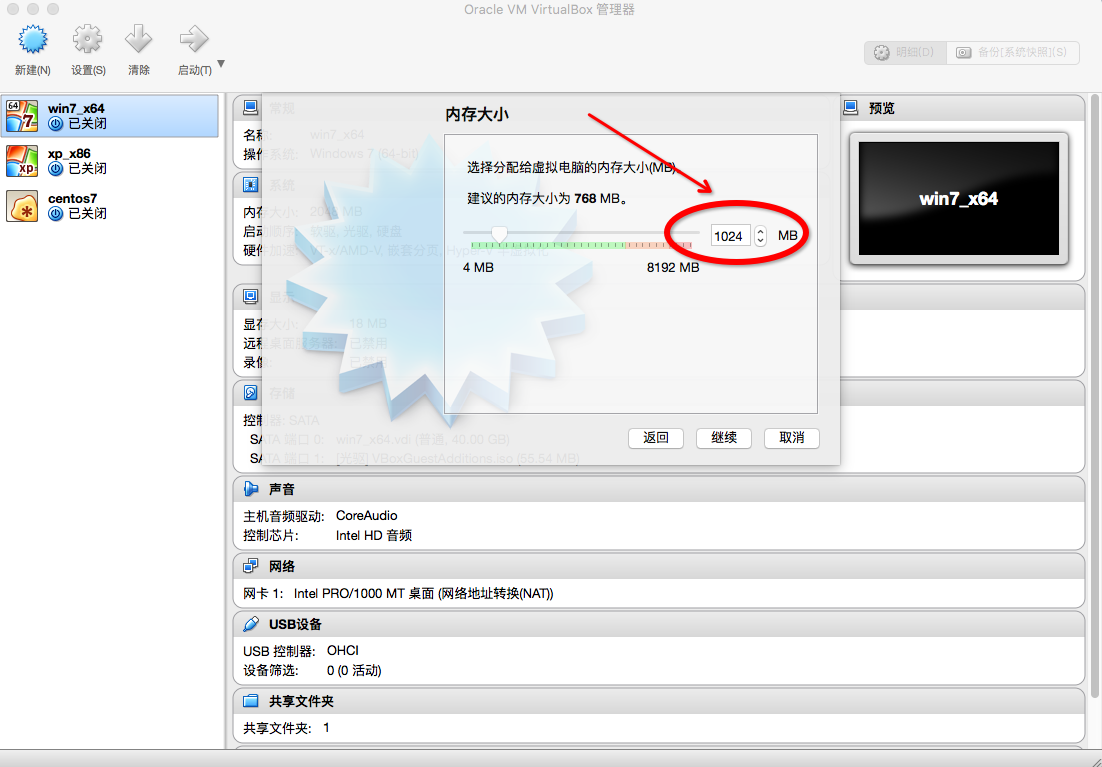 Oracle VM VirtualBox 管理器
新建(N) 设置(S) 清除 启动(T) 明细(D) 备份[系统快照](S)
win7_x64
已关闭
xp_x86
已关闭
centos7
已关闭
常规
名称: win7_x64
操作系统: Windows 7 (64-bit)
系统
内存大小: 2048 MB
启动顺序: 软驱, 光驱, 硬盘
硬件加速: VT-x/AMD-V, 嵌套分页, Hyper-V 半虚拟化
显示
显存大小: 18 MB
远程桌面服务器: 已禁用
录像: 已禁用
存储
控制器: SATA
SATA 端口 0: win7_x64.vdi (普通, 40.00 GB)
SATA 端口 1: [光驱] VBoxGuestAdditions.iso (55.54 MB)
内存大小
选择分配给虚拟电脑的内存大小(MB)。
建议的内存大小为 768 MB。
1024 MB
4 MB 8192 MB
返回 继续 取消
预览
win7_x64
声音
主机音频驱动: CoreAudio
控制芯片: Intel HD 音频
网络
网卡 1: Intel PRO/1000 MT 桌面 (网络地址转换(NAT))
USB设备
USB 控制器: OHCI
设备筛选: 0 (0 活动)
共享文件夹
共享文件夹: 1